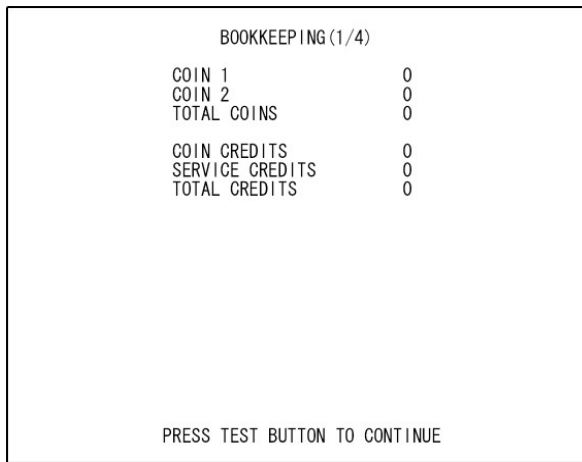 BOOKKEEPING(1/4)
COIN 1 0
COIN 2 0
TOTAL COINS 0
COIN CREDITS 0
SERVICE CREDITS 0
TOTAL CREDITS 0
PRESS TEST BUTTON TO CONTINUE